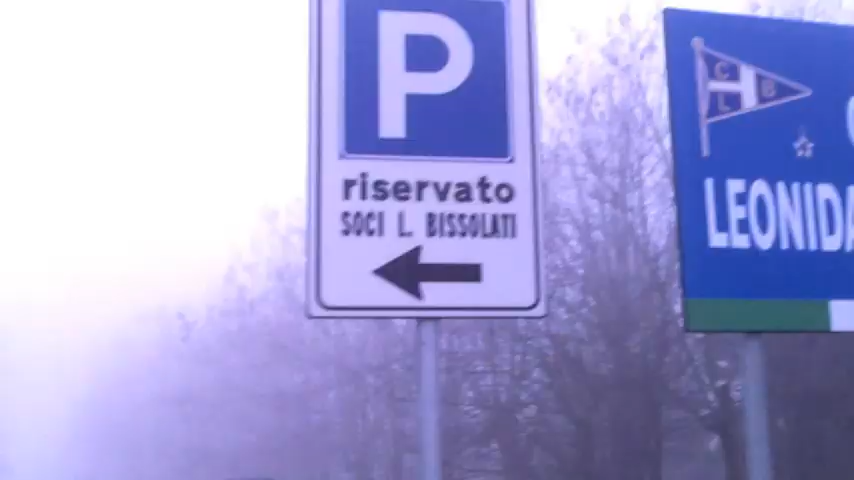 P
riservato
SOCI L. BISSOLATI
C B
L
LEONIDA